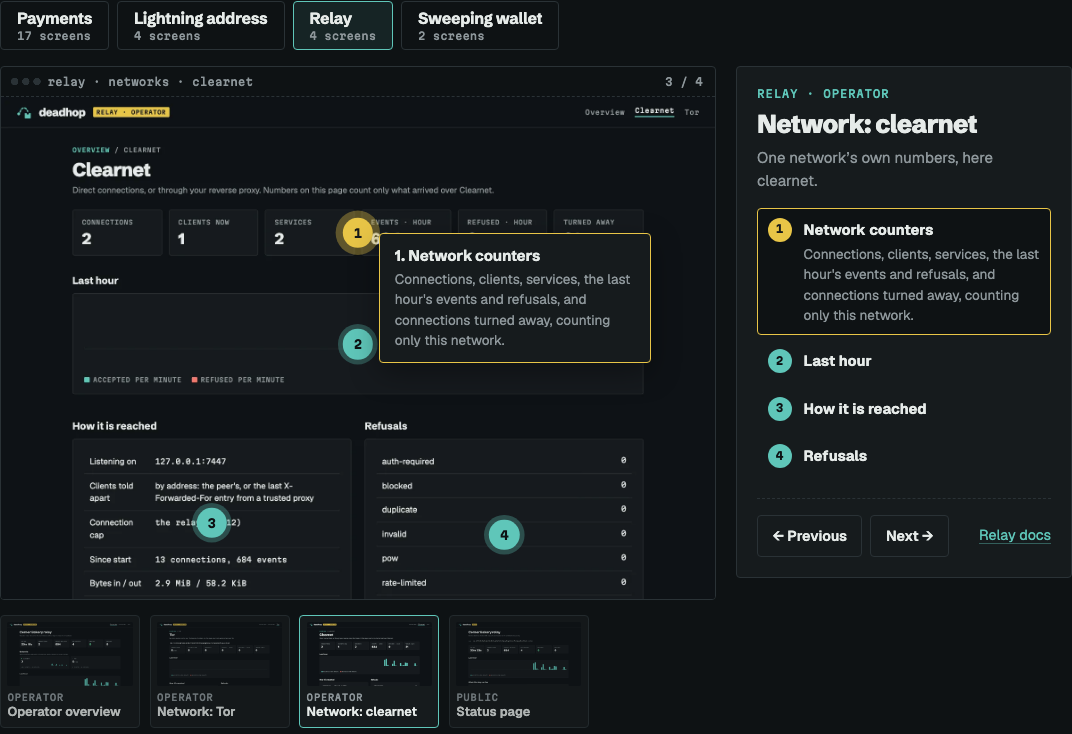 Payments
17 screens
Lightning address
4 screens
Relay
4 screens
Sweeping wallet
2 screens
relay · networks · clearnet
3 / 4
deadhop RELAY · OPERATOR
Overview Clearnet Tor
OVERVIEW / CLEARNET
Clearnet
Direct connections, or through your reverse proxy. Numbers on this page count only what arrived over Clearnet.
CONNECTIONS
2
CLIENTS NOW
1
SERVICES
2
EVENTS · HOUR
6
REFUSED · HOUR
TURNED AWAY
1
1. Network counters
Connections, clients, services, the last
hour's events and refusals, and
connections turned away, counting
only this network.
Last hour
2
ACCEPTED PER MINUTE REFUSED PER MINUTE
How it is reached
Listening on 127.0.0.1:7447
Clients told apart
by address: the peer's, or the last X-
Forwarded-For entry from a trusted proxy
Connection cap
the 12)
3
Since start 13 connections, 684 events
Bytes in / out 2.9 MiB / 58.2 KiB
Refusals
auth-required 0
blocked 0
duplicate 0
invalid 0
4
pow 0
rate-limited 0
RELAY · OPERATOR
Network: clearnet
One network's own numbers, here
clearnet.
1 Network counters
Connections, clients, services, the last
hour's events and refusals, and
connections turned away, counting
only this network.
2 Last hour
3 How it is reached
4 Refusals
← Previous
Next →
Relay docs
OPERATOR
Operator overview
OPERATOR
Network: Tor
OPERATOR
Network: clearnet
PUBLIC
Status page